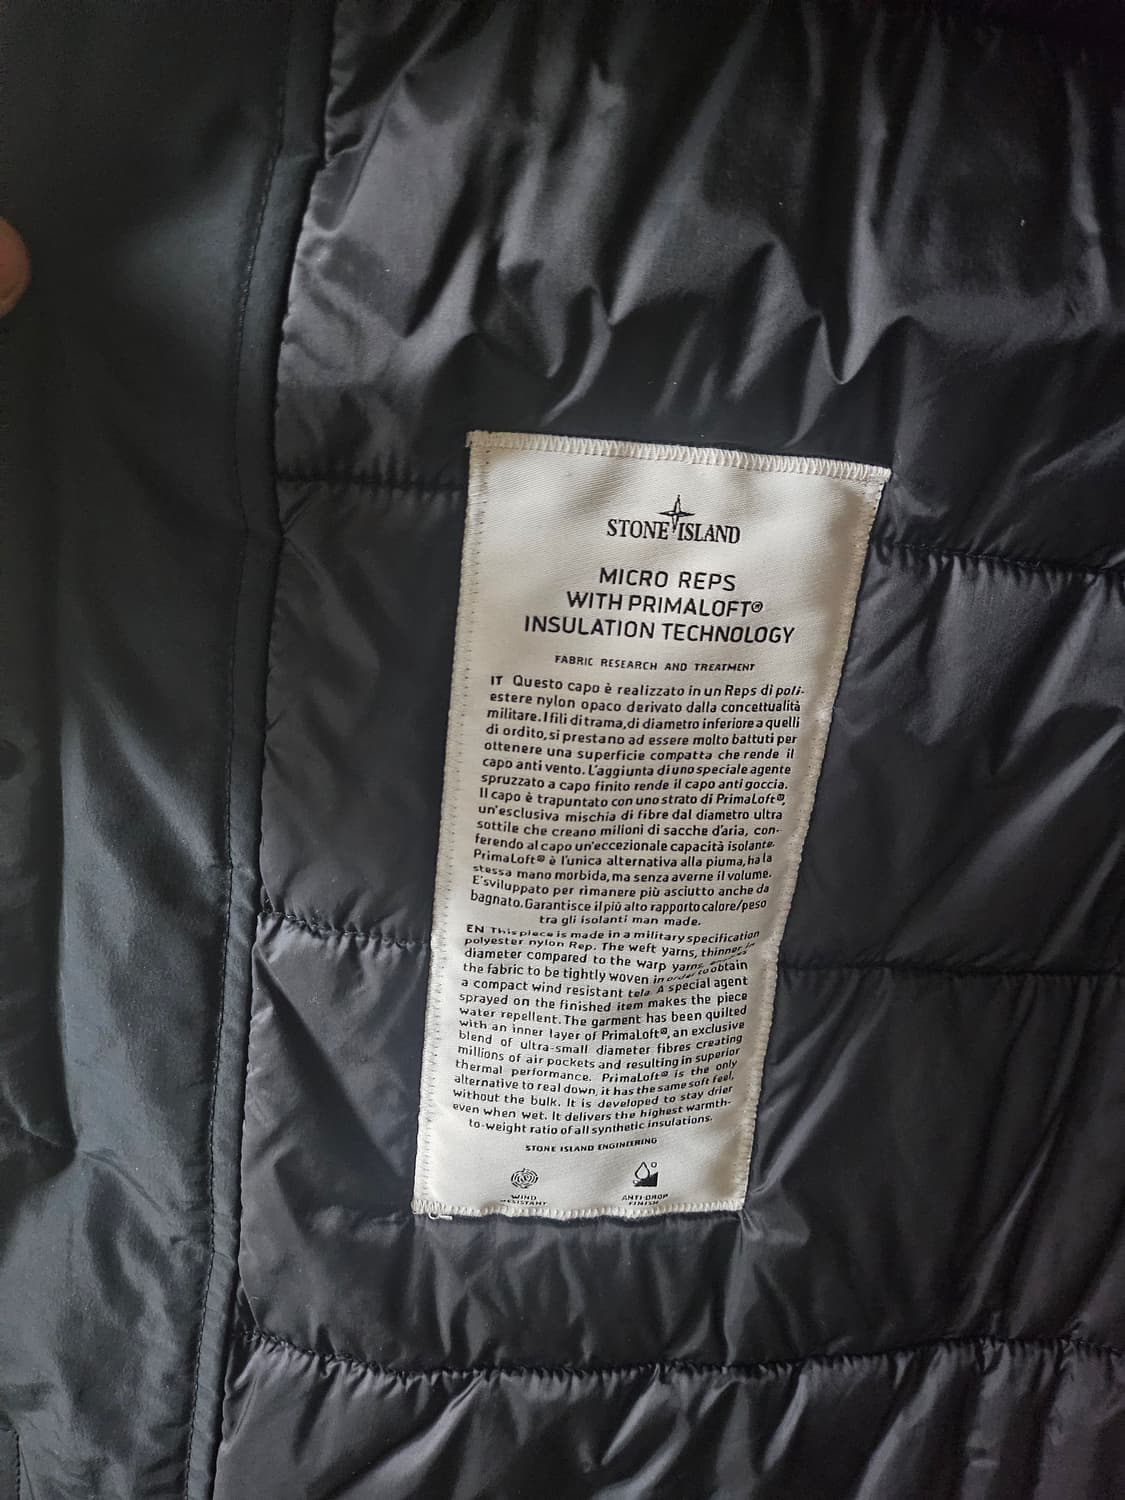 STONE ISLAND
MICRO REPS
WITH PRIMALOFT®
INSULATION TECHNOLOGY
FABRIC RESEARCH AND TREATMENT
IT Questo capo è realizzato in un Reps di poli-
estere nylon opaco derivato dalla concettualità
militare. I fili di trama, di diametro inferiore a quelli
di ordito, si prestano ad essere molto battuti per
ottenere una superficie compatta che rende il
capo anti vento. L'aggiunta di uno speciale agente
spruzzato a capo finito rende il capo anti goccia.
Il capo è trapuntato con uno strato di PrimaLoft®,
un'esclusiva mischia di fibre dal diametro ultra
sottile che creano milioni di sacche d'aria, con-
ferendo al capo un'eccezionale capacità isolante.
PrimaLoft® è l'unica alternativa alla piuma, ha la
stessa mano morbida, ma senza averne il volume.
E'sviluppato per rimanere più asciutto anche da
bagnato. Garantisce il più alto rapporto calore/peso
tra gli isolanti man made.
EN This piece is made in a military specification
polyester nylon Rep. The weft yarns, thinner in
diameter compared to the warp yarns,
the fabric to be tightly woven in order to obtain
a compact wind resistant tela. A special agent
sprayed on the finished item makes the piece
water repellent. The garment has been quilted
with an inner layer of PrimaLoft®, an exclusive
blend of ultra-small diameter fibres creating
millions of air pockets and resulting in superior
thermal performance. PrimaLoft® is the only
alternative to real down, it has the same soft feel,
without the bulk. It is developed to stay drier
even when wet. It delivers the highest warmth-
to-weight ratio of all synthetic insulations.
STONE ISLAND ENGINEERING
WIND
RESISTANT
ANTI DROP
FINISH